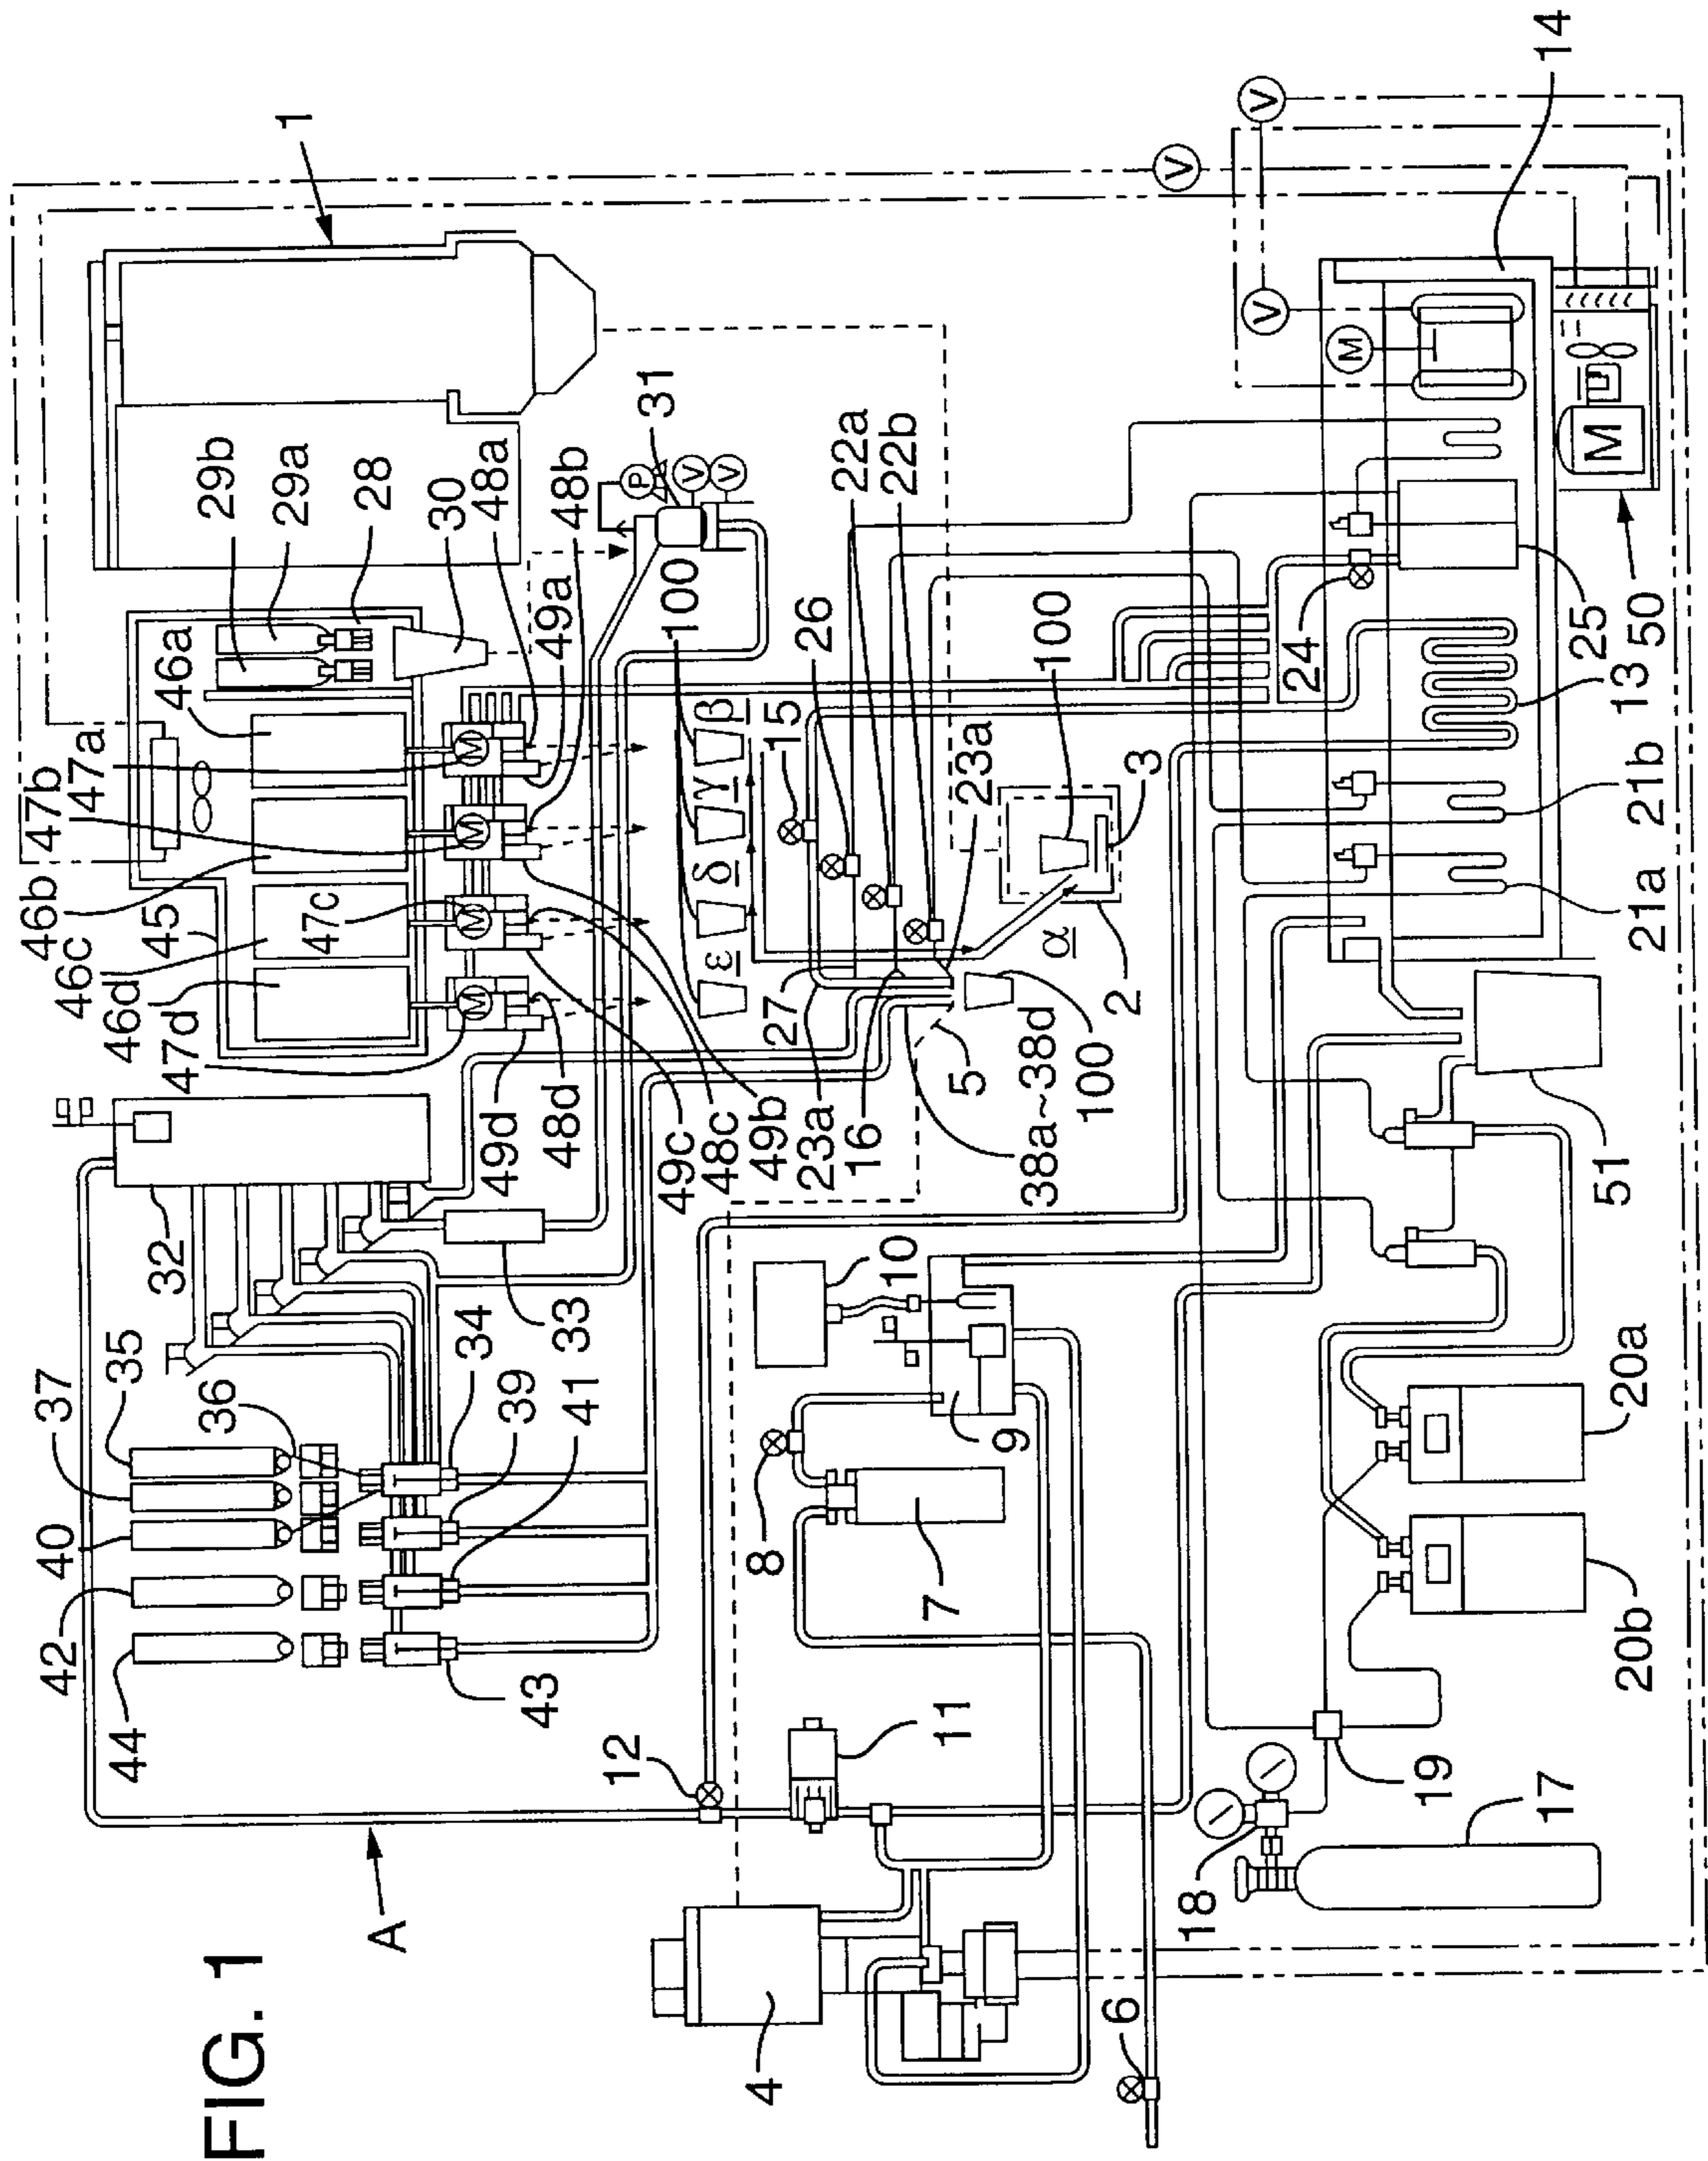 FIG. 1
A
1
14
V
V
V
M
M
50
25
13
21b
21a
51
20a
20b
19
17
18
24
29b
29a
28
30
48a
46a
47a
47b
46b
45
46c
46d
47c
47d
M
M
M
M
49a
48b
31
P
V
V
100
22a
22b
26
15
β
γ
δ
ε
α
23a
100
3
2
27
23a
16
5
38a~38d
100
49d
48d
49c
48c
49b
32
33
34
35
36
37
39
40
41
42
43
44
10
9
8
7
11
12
4
6